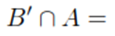 B′ ∩ A =